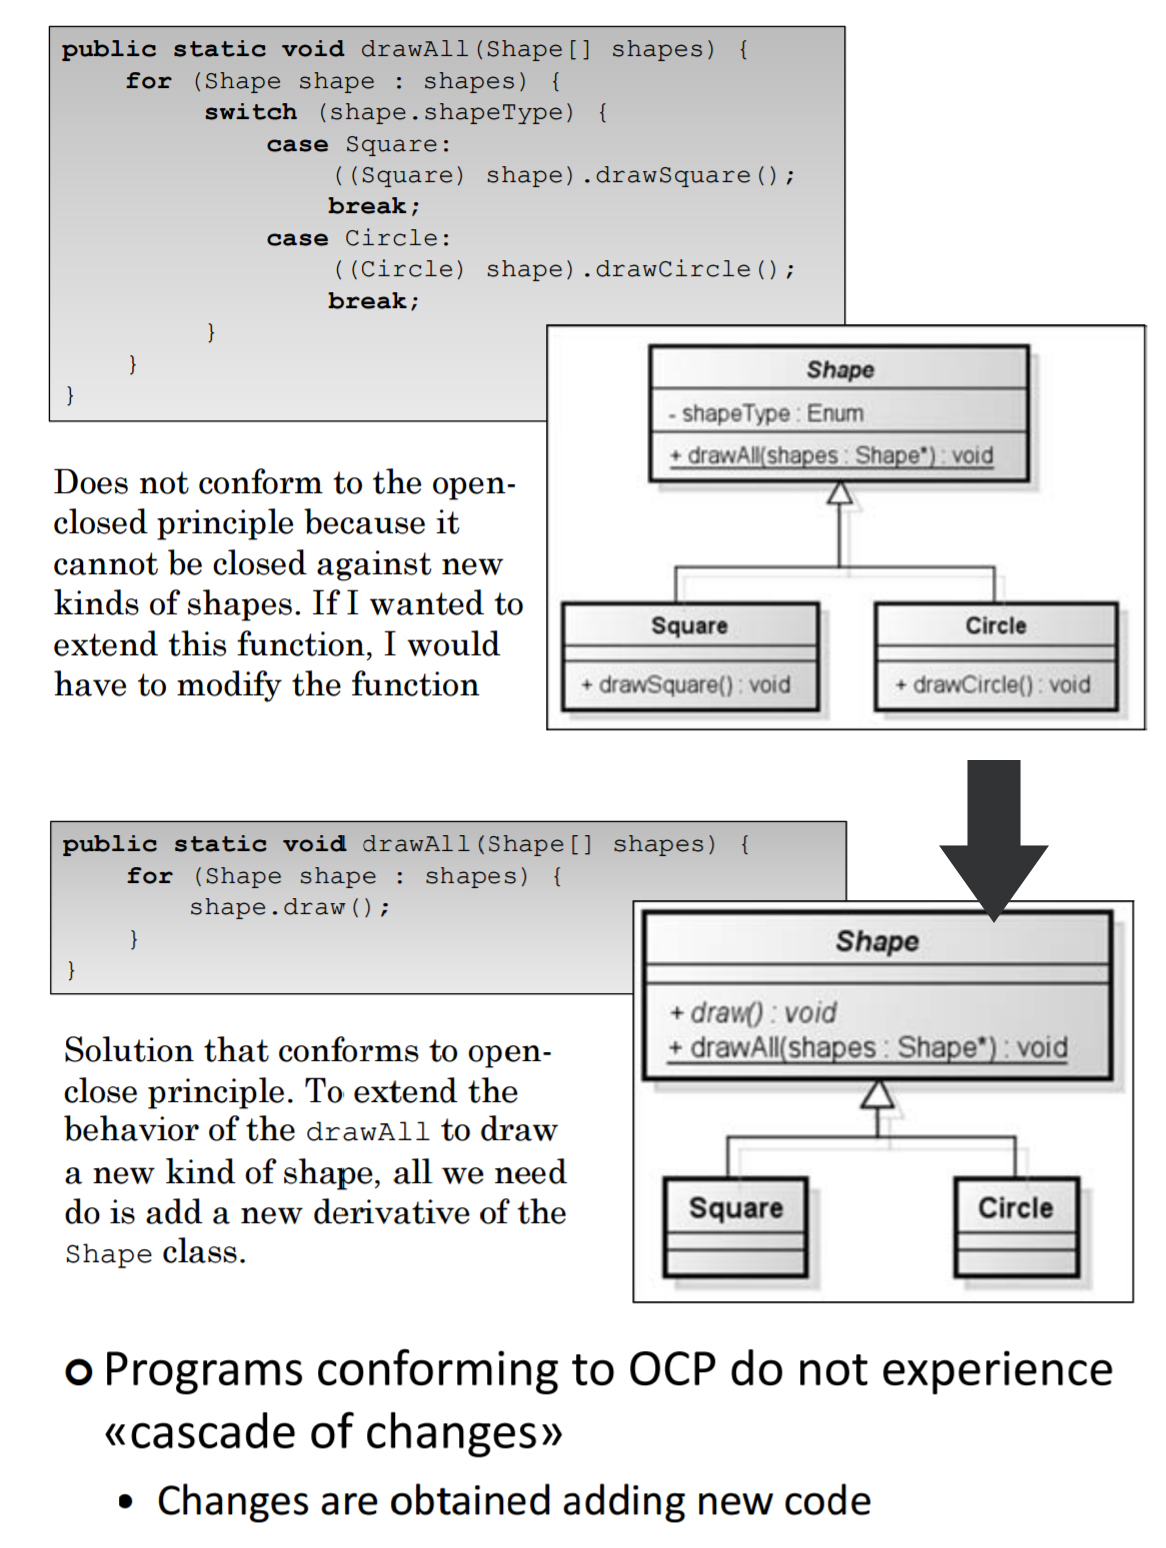 public static void drawAll(Shape[] shapes) {
for (Shape shape : shapes) {
switch (shape.shapeType) {
case Square:
((Square) shape).drawSquare();
break;
case Circle:
((Circle) shape).drawCircle();
break;
}
}
}
Shape
- shapeType : Enum
+ drawAll(shapes : Shape*) : void
Square
+ drawSquare() : void
Circle
+ drawCircle() : void
Does not conform to the open-
closed principle because it
cannot be closed against new
kinds of shapes. If I wanted to
extend this function, I would
have to modify the function
public static void drawAll(Shape[] shapes) {
for (Shape shape : shapes) {
shape.draw();
}
}
Shape
+ draw() : void
+ drawAll(shapes : Shape*) : void
Square
Circle
Solution that conforms to open-
close principle. To extend the
behavior of the drawAll to draw
a new kind of shape, all we need
do is add a new derivative of the
Shape class.
Programs conforming to OCP do not experience
«cascade of changes»
• Changes are obtained adding new code